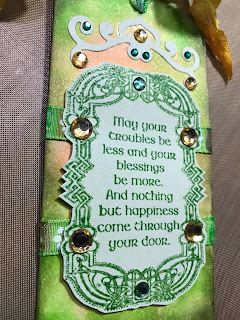 May your
troubles be
less and your
blessings
be more.
And nothing
but happiness
come through
your door.